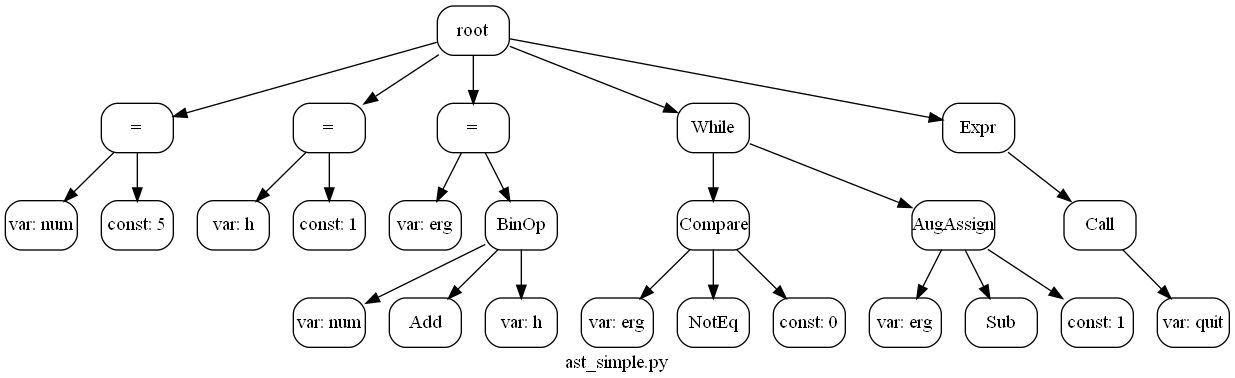 root
= = = While Expr
var: num const: 5 var: h const: 1 var: erg BinOp Compare AugAssign Call
var: num Add var: h var: erg NotEq const: 0 var: erg Sub const: 1 var: quit
ast_simple.py